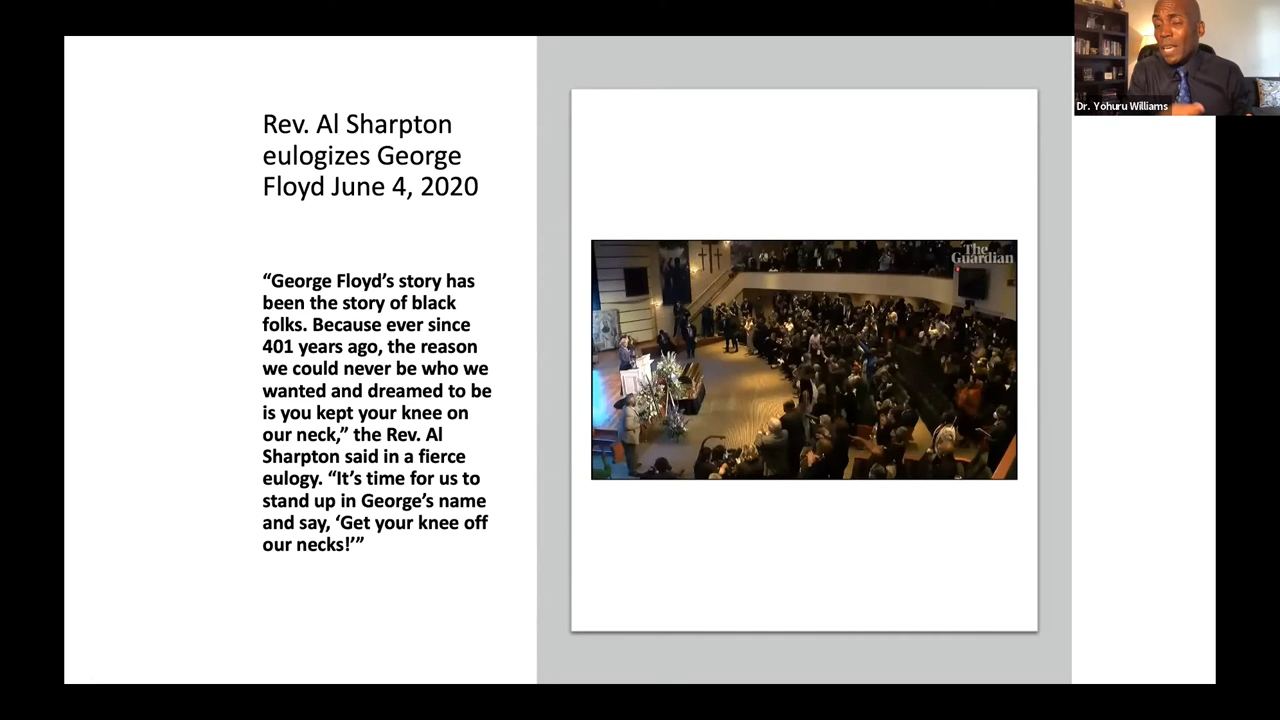 Rev. Al Sharpton
eulogizes George
Floyd June 4, 2020
“George Floyd’s story has
been the story of black
folks. Because ever since
401 years ago, the reason
we could never be who we
wanted and dreamed to be
is you kept your knee on
our neck,” the Rev. Al
Sharpton said in a fierce
eulogy. “It’s time for us to
stand up in George’s name
and say, ‘Get your knee off
our necks!’”
The
Guardian
Dr. Yohuru Williams